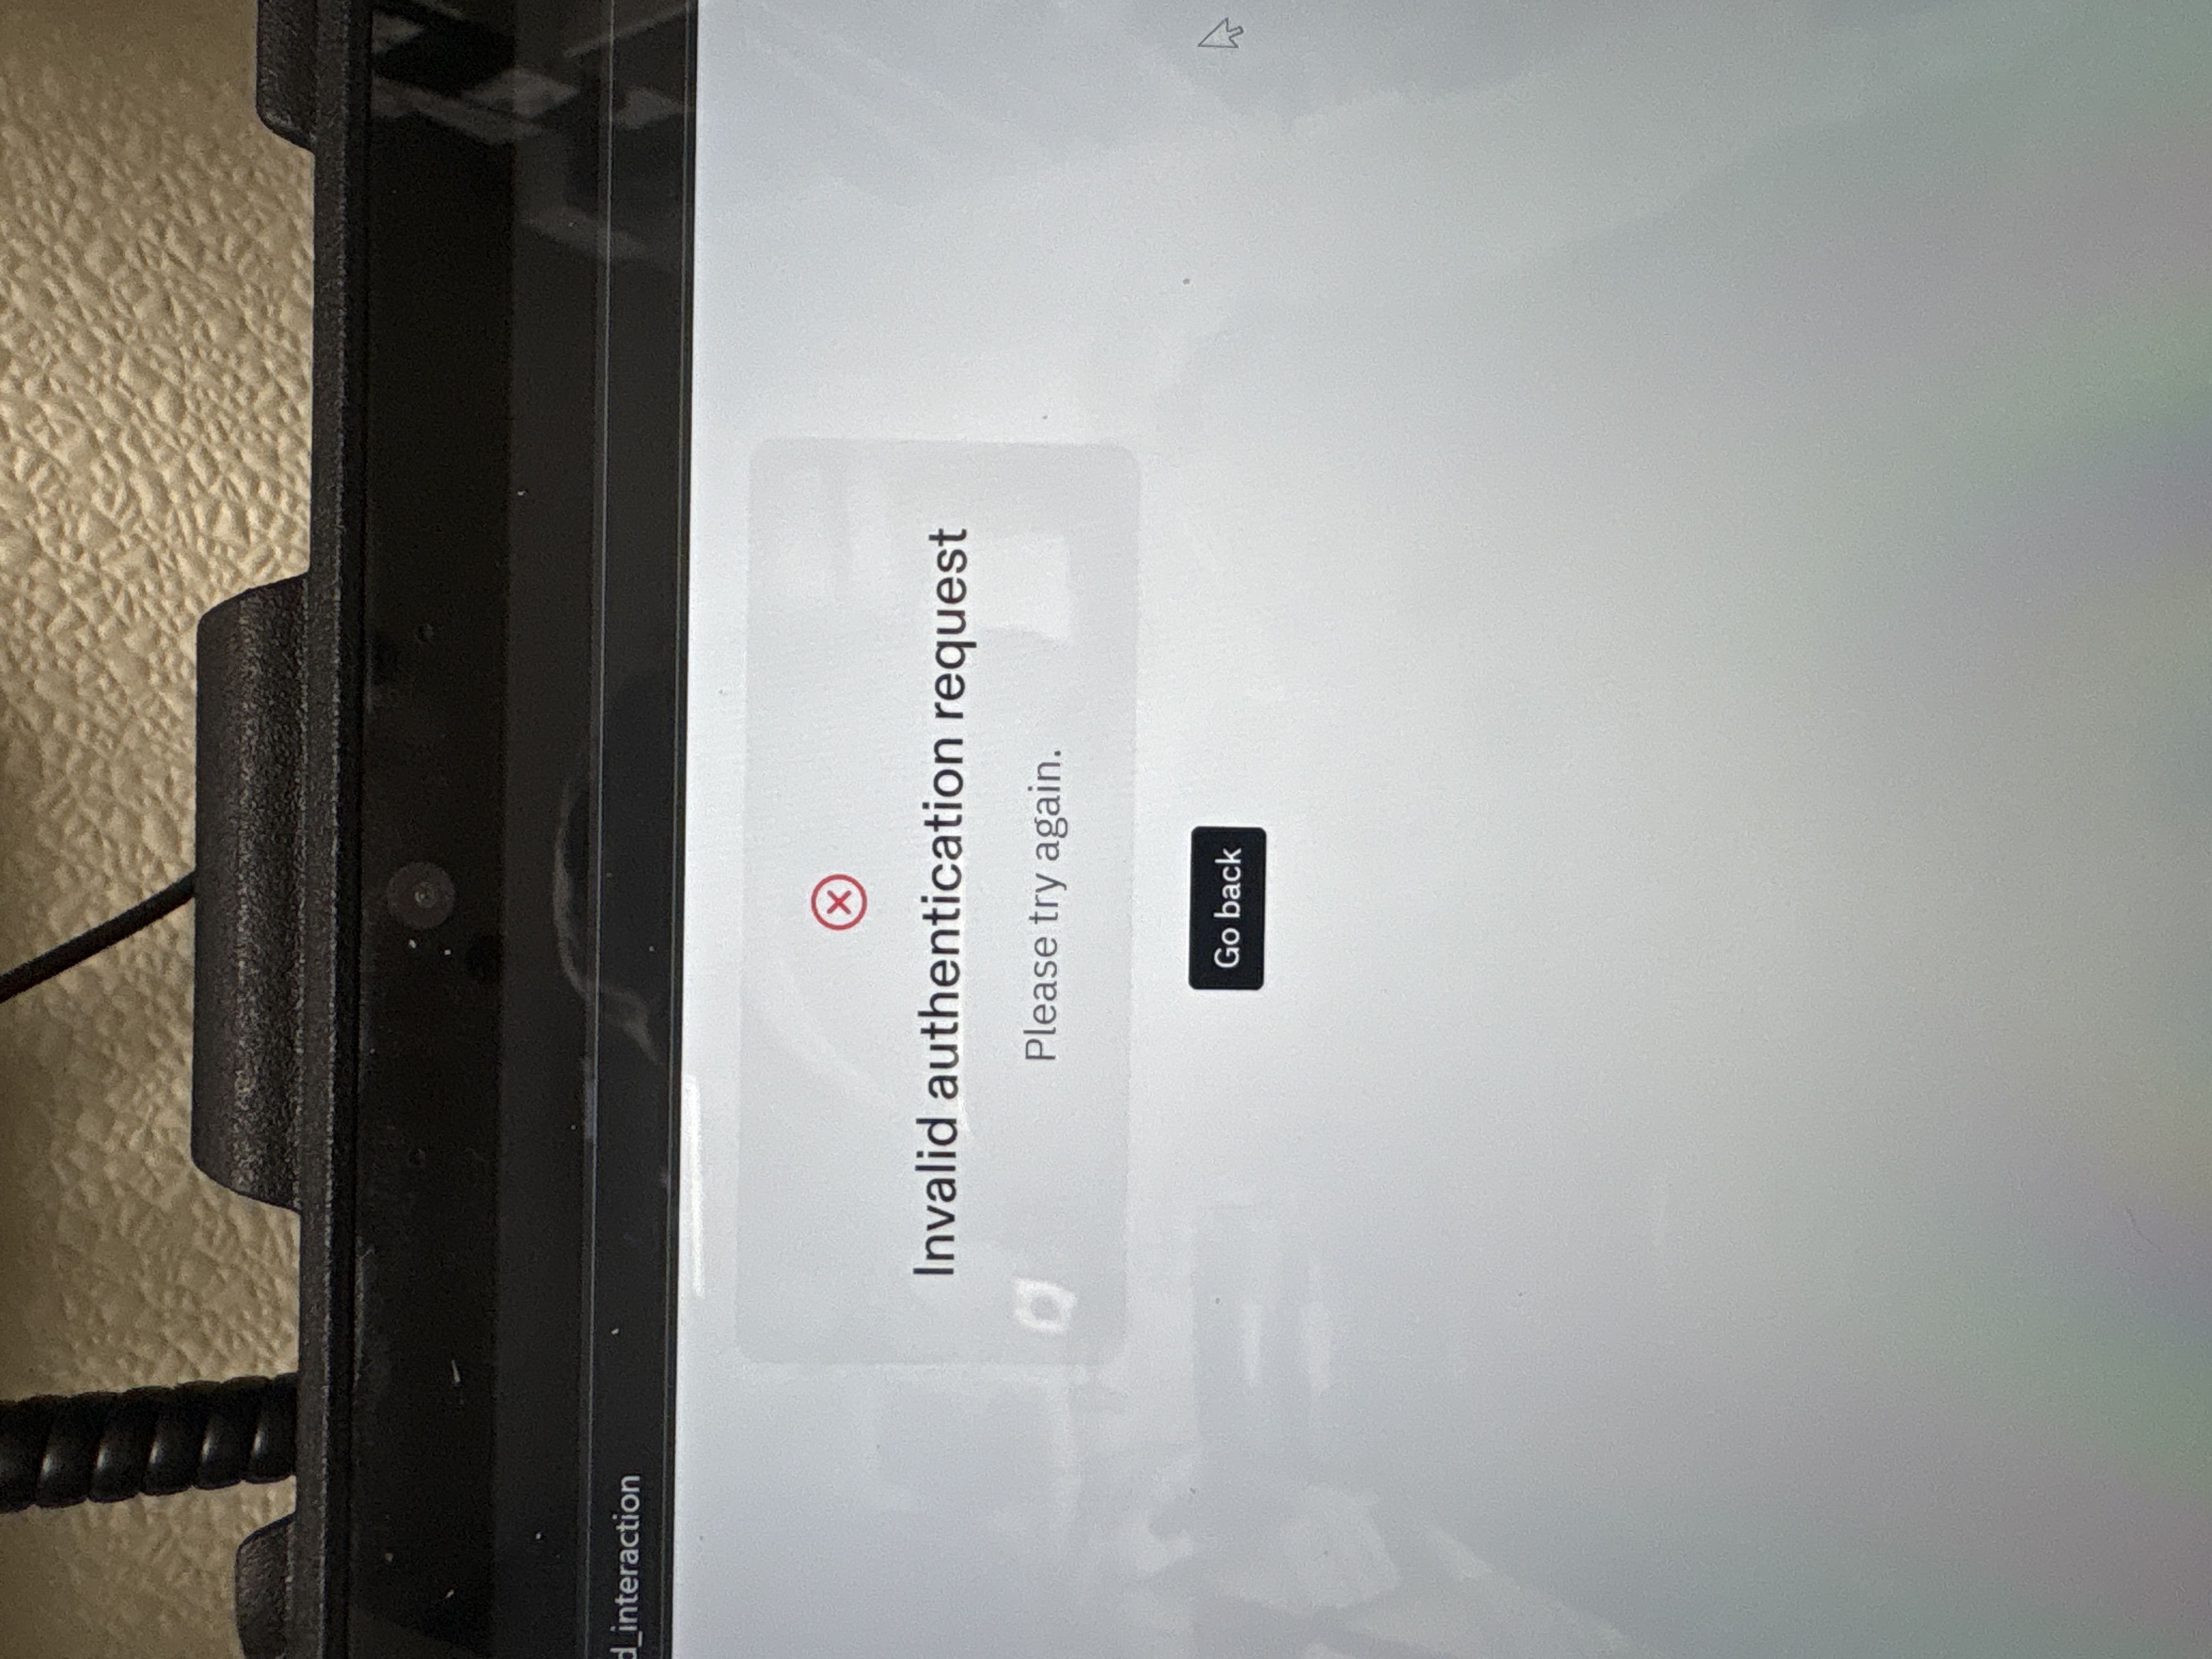 d_interaction
Invalid authentication request
Please try again.
Go back